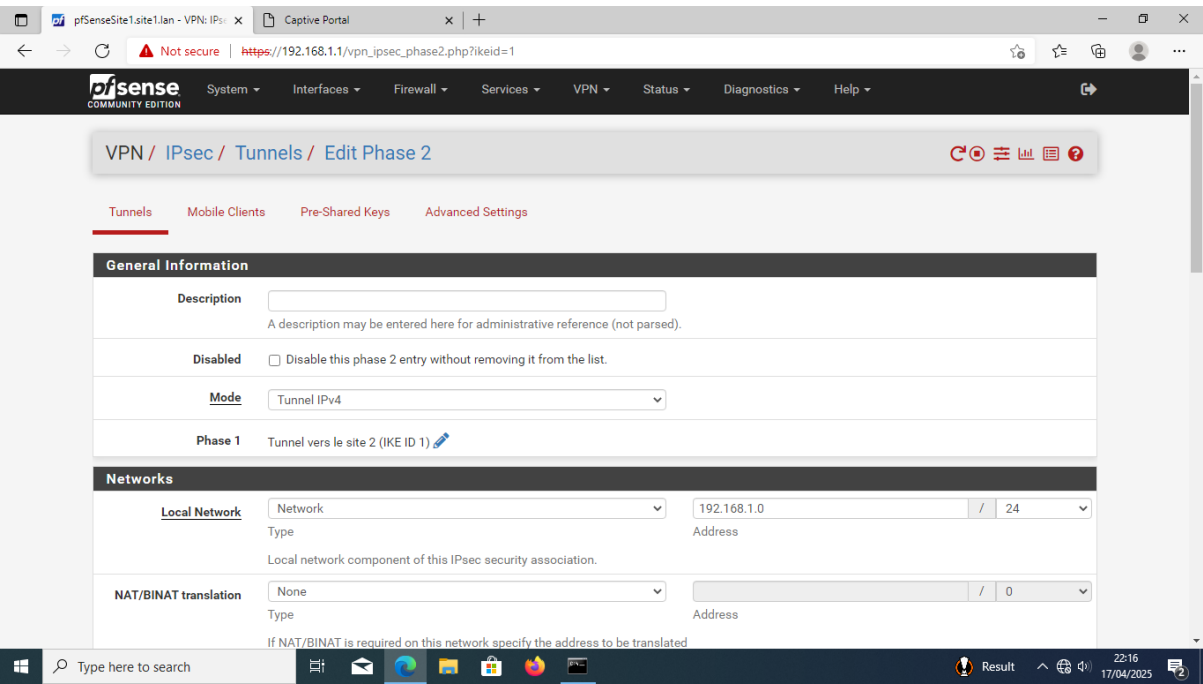 pfSenseSite1.site1.lan - VPN: IPs
Captive Portal
Not secure https://192.168.1.1/vpn_ipsec_phase2.php?ikeid=1
pfsense
COMMUNITY EDITION
System Interfaces Firewall Services VPN Status Diagnostics Help
VPN / IPsec / Tunnels / Edit Phase 2
Tunnels Mobile Clients Pre-Shared Keys Advanced Settings
General Information
Description
A description may be entered here for administrative reference (not parsed).
Disabled Disable this phase 2 entry without removing it from the list.
Mode Tunnel IPv4
Phase 1 Tunnel vers le site 2 (IKE ID 1)
Networks
Local Network Network 192.168.1.0 / 24
Type Address
Local network component of this IPsec security association.
NAT/BINAT translation None / 0
Type Address
If NAT/BINAT is required on this network specify the address to be translated
Type here to search Result 22:16
17/04/2025 2